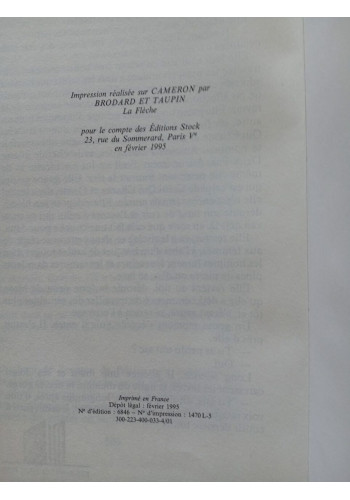 Impression réalisée sur CAMERON par
BRODARD ET TAUPIN
La Flèche
pour le compte des Éditions Stock
23, rue du Sommerard, Paris Vᵉ
en février 1995
Imprimé en France
Dépôt légal : février 1995
N° d'édition : 6846 – N° d'impression : 1470 L-5
300-223-400-033-4/01